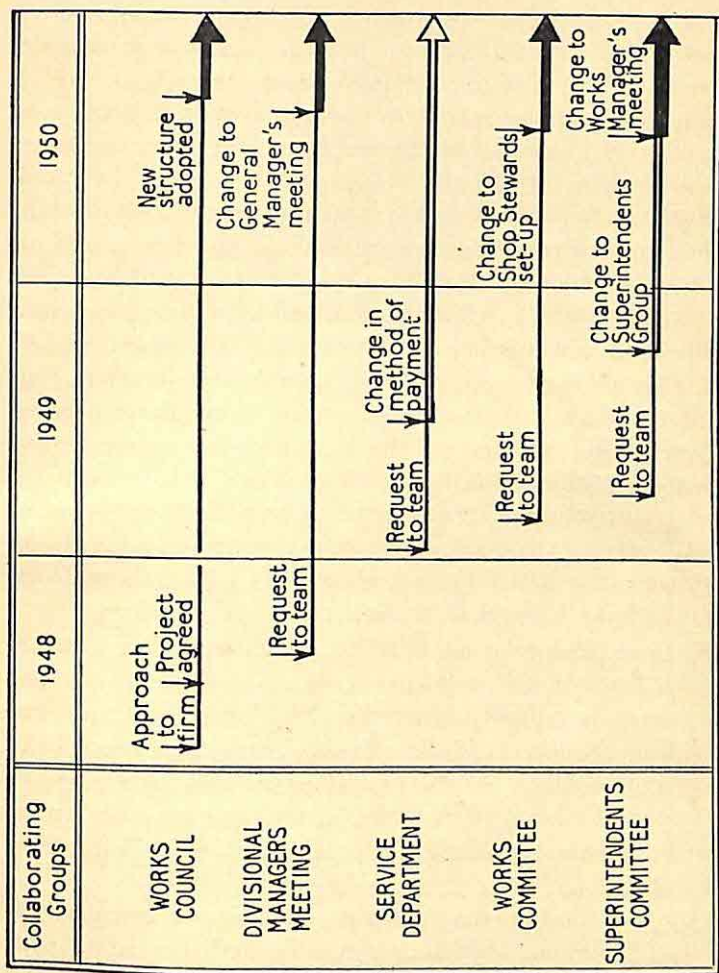 Collaborating
Groups
1948
1949
1950
WORKS
COUNCIL
Approach
to
firm
Project
agreed
New
structure
adopted
DIVISIONAL
MANAGERS
MEETING
Request
to team
Change to
General
Manager's
meeting
SERVICE
DEPARTMENT
Request
to team
Change in
method of
payment
WORKS
COMMITTEE
Request
to team
Change to
Shop Stewards
set-up
SUPERINTENDENTS
COMMITTEE
Request
to team
Change to
Superintendents
Group
Change to
Works
Manager's
meeting